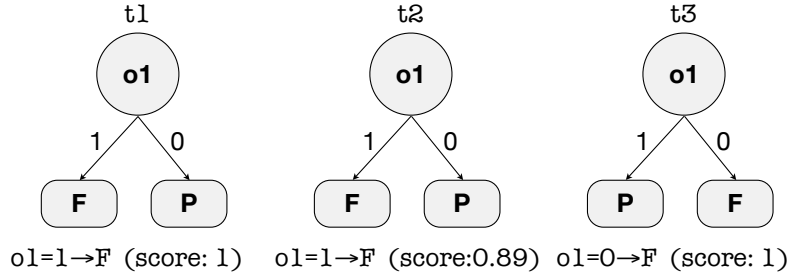 t1 t2 t3
o1 o1 o1
1 0 1 0 1 0
F P F P P F
o1=1→F (score: 1) o1=1→F (score:0.89) o1=0→F (score: 1)